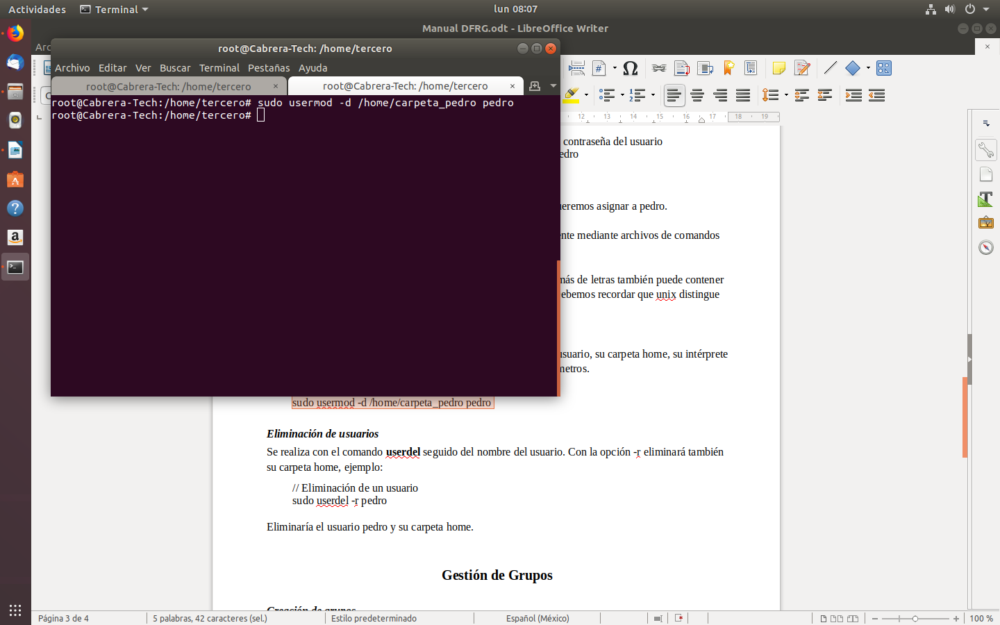 Actividades
Terminal
lun 08:07
Manual DFRG.odt - LibreOffice Writer
root@Cabrera-Tech: /home/tercero
Archivo Editar Ver Buscar Terminal Pestañas Ayuda
root@Cabrera-Tech: /home/tercero
root@Cabrera-Tech: /home/tercero
root@Cabrera-Tech:/home/tercero# sudo usermod -d /home/carpeta_pedro pedro
root@Cabrera-Tech:/home/tercero#
12 13 14 15 16 17 18 19
contraseña del usuario
edro
eremos asignar a pedro.
nte mediante archivos de comandos
más de letras también puede contener
ebemos recordar que unix distingue
usuario, su carpeta home, su intérprete
metros.
sudo usermod -d /home/carpeta_pedro pedro
Eliminación de usuarios
Se realiza con el comando userdel seguido del nombre del usuario. Con la opción -r eliminará también
su carpeta home, ejemplo:
// Eliminación de un usuario
sudo userdel -r pedro
Eliminaría el usuario pedro y su carpeta home.
Gestión de Grupos
Creación de grupos
Página 3 de 4
5 palabras, 42 caracteres (sel.)
Estilo predeterminado
Español (México)
100 %